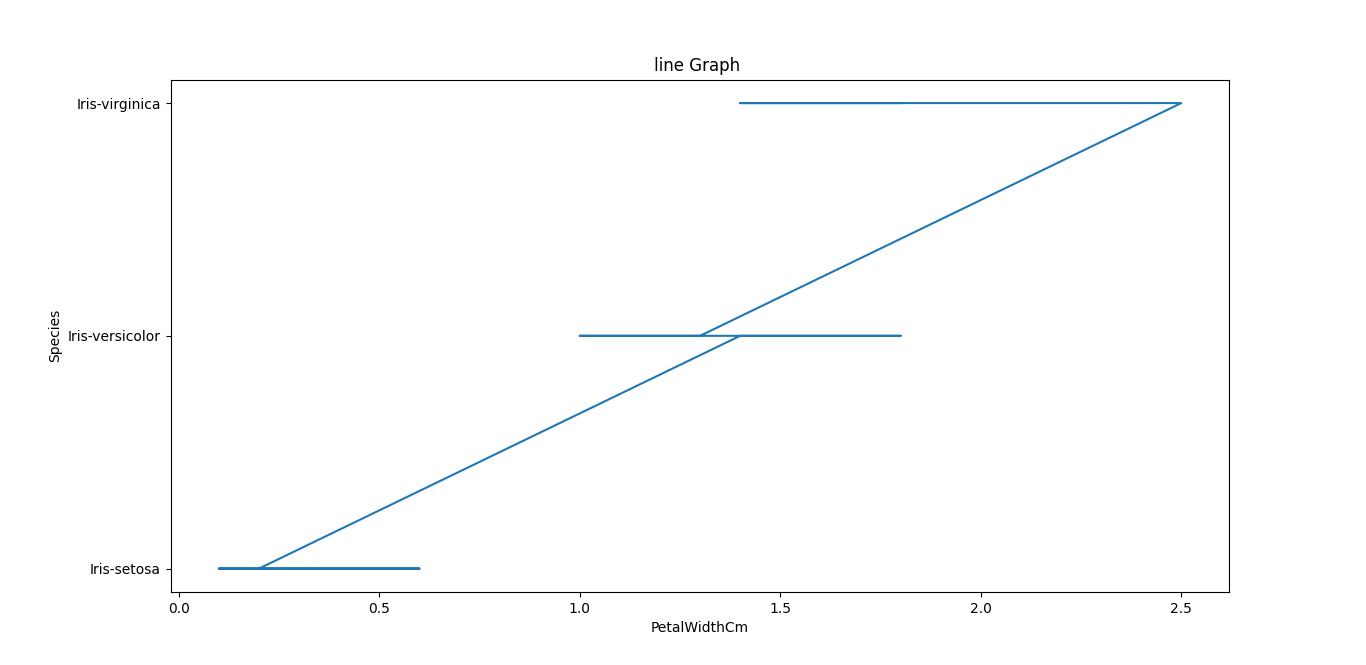 line Graph
Iris-virginica
Iris-versicolor
Iris-setosa
Species
0.0 0.5 1.0 1.5 2.0 2.5
PetalWidthCm